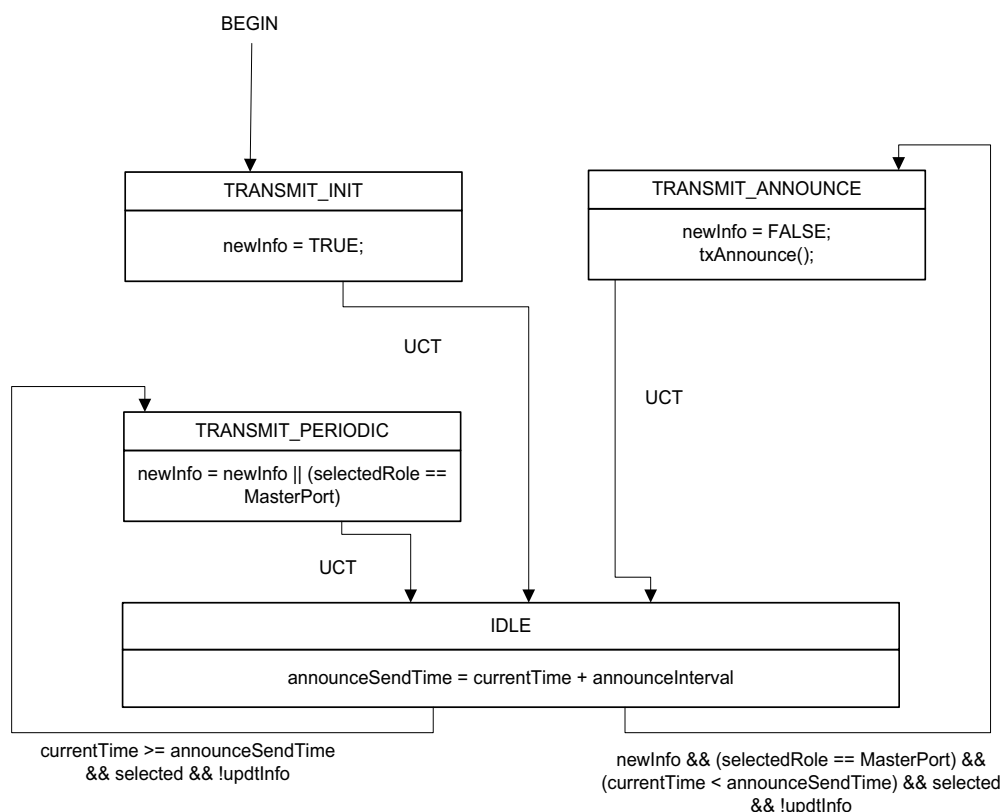 BEGIN
TRANSMIT_INIT
newInfo = TRUE;
TRANSMIT_ANNOUNCE
newInfo = FALSE;
txAnnounce();
UCT
UCT
TRANSMIT_PERIODIC
newInfo = newInfo || (selectedRole ==
MasterPort)
UCT
IDLE
announceSendTime = currentTime + announceInterval
currentTime >= announceSendTime
&& selected && !updtInfo
newInfo && (selectedRole == MasterPort) &&
(currentTime < announceSendTime) && selected
&& !updtInfo